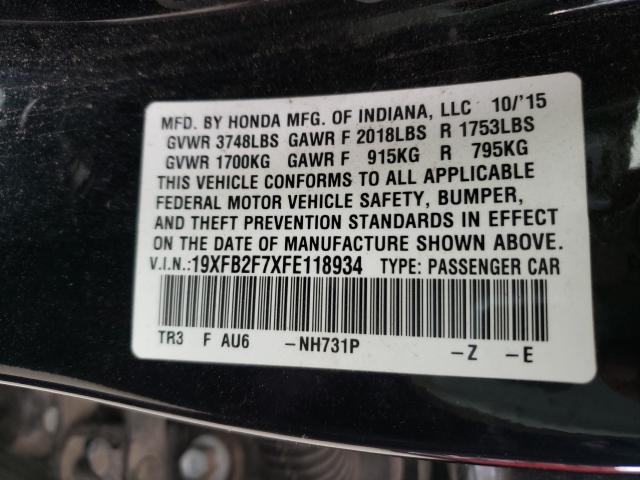 MFD. BY HONDA MFG. OF INDIANA, LLC 10/'15
GVWR 3748LBS GAWR F 2018LBS R 1753LBS
GVWR 1700KG GAWR F 915KG R 795KG
THIS VEHICLE CONFORMS TO ALL APPLICABLE
FEDERAL MOTOR VEHICLE SAFETY, BUMPER,
AND THEFT PREVENTION STANDARDS IN EFFECT
ON THE DATE OF MANUFACTURE SHOWN ABOVE.
V.I.N.:19XFB2F7XFE118934 TYPE: PASSENGER CAR
TR3 F AU6 -NH731P -Z -E